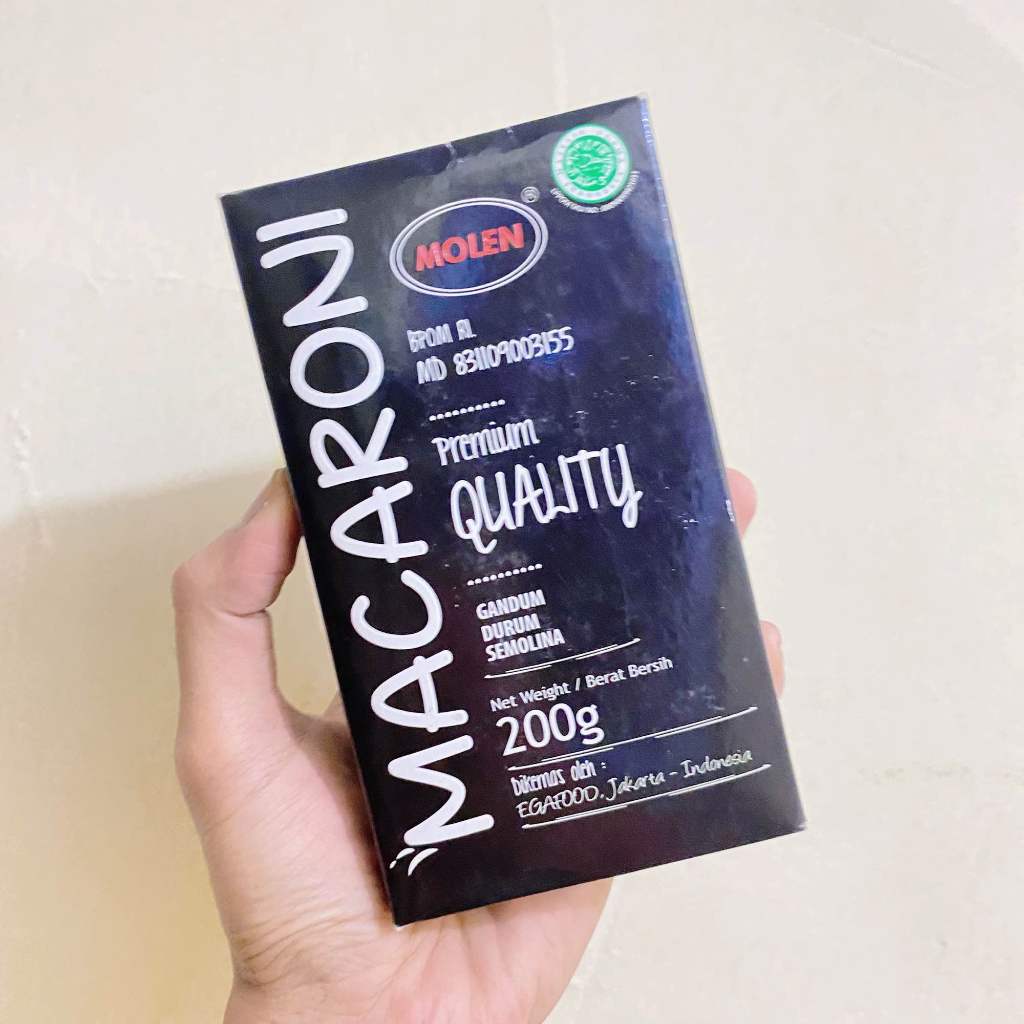 MACARONI
MOLEN
®
BPOM RI
MD 831109003155
Premium
QUALITY
GANDUM
DURUM
SEMOLINA
Net Weight / Berat Bersih
200g
Dikemas oleh :
EGAFOOD. Jakarta - Indonesia